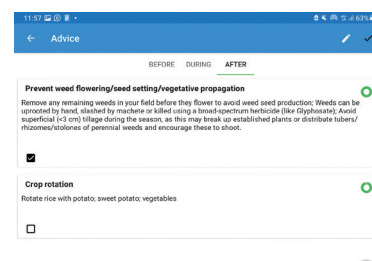 11:57
63%
Advice
BEFORE DURING AFTER
Prevent weed flowering/seed setting/vegetative propagation
Remove any remaining weeds in your field before they flower to avoid weed seed production; Weeds can be
uprooted by hand, slashed by machete or killed using a broad-spectrum herbicide (like Glyphosate); Avoid
superficial (<3 cm) tillage during the season, as this may break up established plants or distribute tubers/
rhizomes/stolones of perennial weeds and encourage these to shoot.
Crop rotation
Rotate rice with potato; sweet potato; vegetables